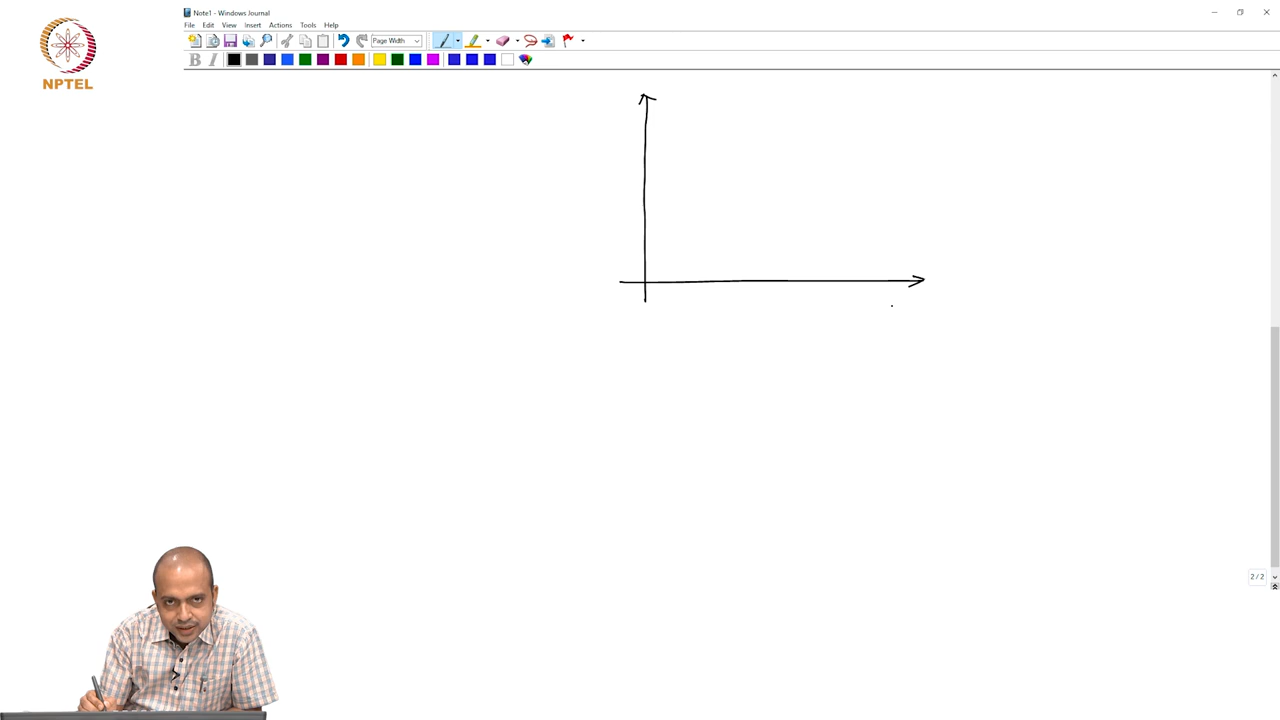 Note1 - Windows Journal
File Edit View Insert Actions Tools Help
Page Width
B I
NPTEL
2 / 2